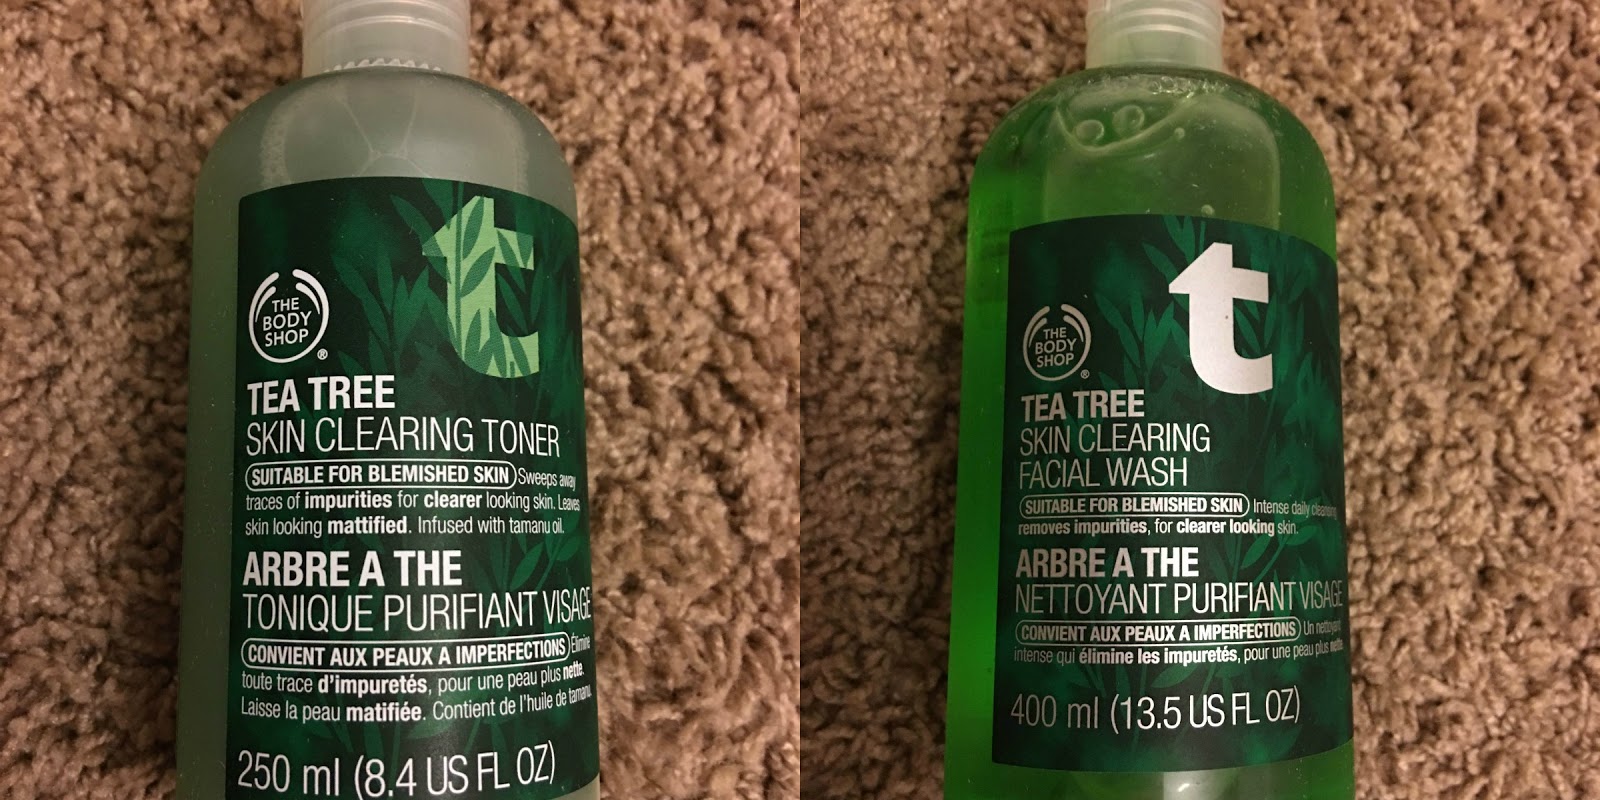 t
THE
BODY
SHOP
®
TEA TREE
SKIN CLEARING TONER
SUITABLE FOR BLEMISHED SKIN Sweeps away
traces of impurities for clearer looking skin. Leaves
skin looking mattified. Infused with tamanu oil.
ARBRE A THE
TONIQUE PURIFIANT VISAGE
CONVIENT AUX PEAUX A IMPERFECTIONS Élimine
toute trace d'impuretés, pour une peau plus nette.
Laisse la peau matifiée. Contient de l'huile de tamanu.
250 ml (8.4 US FL OZ)
t
THE
BODY
SHOP
®
TEA TREE
SKIN CLEARING
FACIAL WASH
SUITABLE FOR BLEMISHED SKIN Intense daily cleansing
removes impurities, for clearer looking skin.
ARBRE A THE
NETTOYANT PURIFIANT VISAGE
CONVIENT AUX PEAUX A IMPERFECTIONS Un nettoyant
intense qui élimine les impuretés, pour une peau plus nette.
400 ml (13.5 US FL OZ)